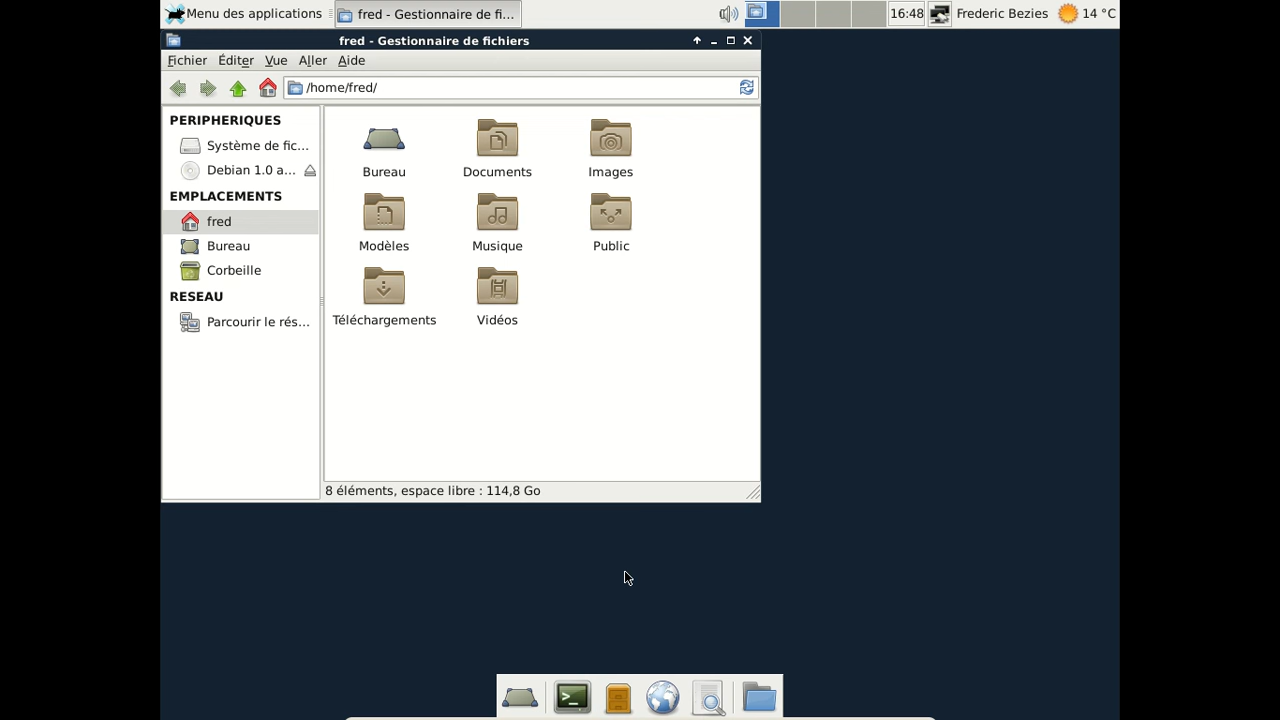 Menu des applications
fred - Gestionnaire de fi...
16:48
Frederic Bezies
14 °C
fred - Gestionnaire de fichiers
Fichier Éditer Vue Aller Aide
/home/fred/
PERIPHERIQUES
Système de fic...
Debian 1.0 a...
EMPLACEMENTS
fred
Bureau
Corbeille
RESEAU
Parcourir le rés...
Bureau Documents Images
Modèles Musique Public
Téléchargements Vidéos
8 éléments, espace libre : 114,8 Go